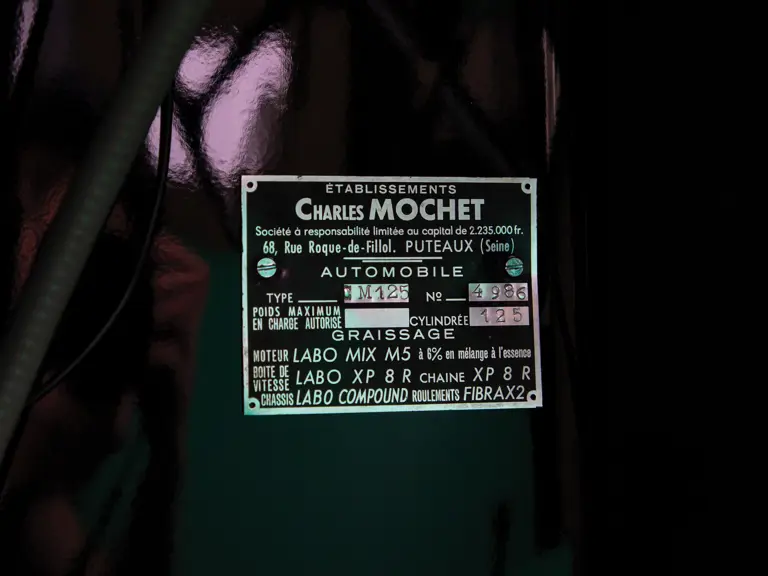 ÉTABLISSEMENTS
CHARLES MOCHET
Société à responsabilité limitée au capital de 2.235.000 fr.
68, Rue Roque-de-Fillol. PUTEAUX (Seine)
AUTOMOBILE
TYPE M125 No 4986
POIDS MAXIMUM
EN CHARGE AUTORISÉ CYLINDRÉE 125
GRAISSAGE
MOTEUR LABO MIX M5 à 6% en mélange à l'essence
BOITE DE
VITESSE LABO XP 8 R CHAINE XP 8 R
CHASSIS LABO COMPOUND ROULEMENTS FIBRAX2